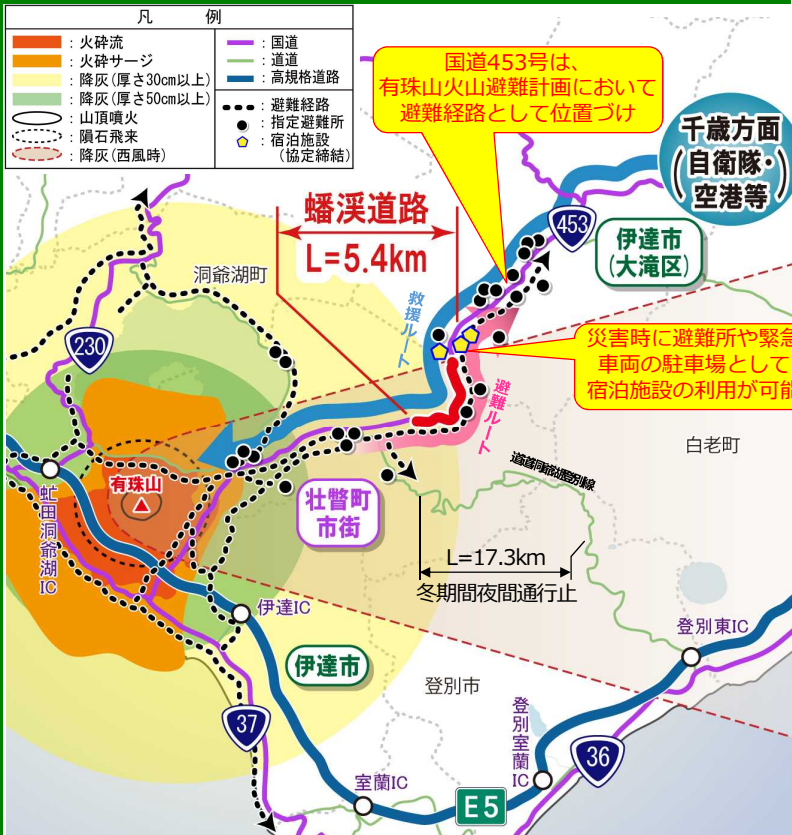 凡 例
：火砕流
：火砕サージ
：降灰(厚さ30cm以上)
：降灰(厚さ50cm以上)
：山頂噴火
：隕石飛来
：降灰(西風時)
：国道
：道道
：高規格道路
：避難経路
：指定避難所
：宿泊施設
(協定締結)
国道453号は、
有珠山火山避難計画において
避難経路として位置づけ
千歳方面
(自衛隊・
空港等)
蟠渓道路
L=5.4km
453
伊達市
(大滝区)
洞爺湖町
救援ルート
230
災害時に避難所や緊急
車両の駐車場として
宿泊施設の利用が可能
避難ルート
白老町
有珠山
壮瞥町
市街
虻田洞爺湖IC
L=17.3km
冬期間夜間通行止
伊達IC
登別東IC
伊達市
登別市
37
登別室蘭IC
36
室蘭IC
E5